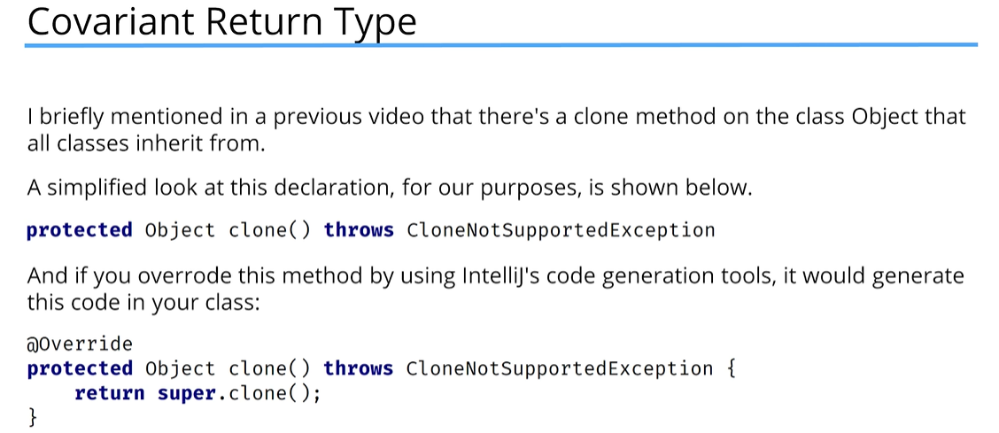 Covariant Return Type
I briefly mentioned in a previous video that there's a clone method on the class Object that
all classes inherit from.
A simplified look at this declaration, for our purposes, is shown below.
protected Object clone() throws CloneNotSupportedException
And if you overrode this method by using IntelliJ's code generation tools, it would generate
this code in your class:
@Override
protected Object clone() throws CloneNotSupportedException {
    return super.clone();
}